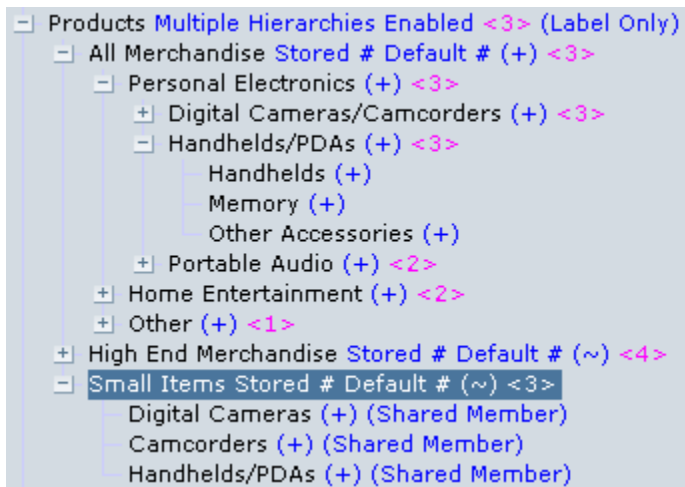 Products Multiple Hierarchies Enabled <3> (Label Only)
All Merchandise Stored # Default # (+) <3>
Personal Electronics (+) <3>
Digital Cameras/Camcorders (+) <3>
Handhelds/PDAs (+) <3>
Handhelds (+)
Memory (+)
Other Accessories (+)
Portable Audio (+) <2>
Home Entertainment (+) <2>
Other (+) <1>
High End Merchandise Stored # Default # (~) <4>
Small Items Stored # Default # (~) <3>
Digital Cameras (+) (Shared Member)
Camcorders (+) (Shared Member)
Handhelds/PDAs (+) (Shared Member)